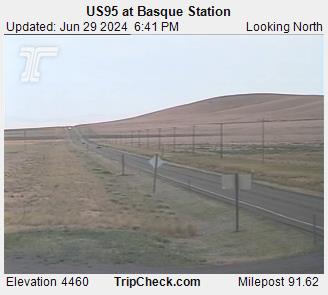 US95 at Basque Station
Updated: Jun 29 2024 6:41 PM Looking North
Elevation 4460 TripCheck.com Milepost 91.62